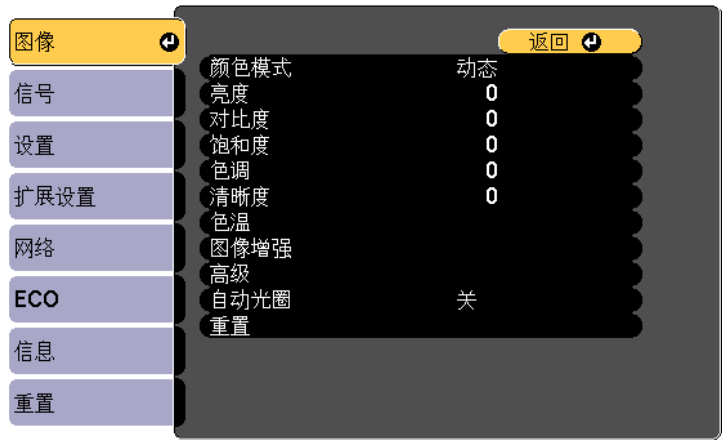 图像
信号
设置
扩展设置
网络
ECO
信息
重置
返回
颜色模式 动态
亮度 0
对比度 0
饱和度 0
色调 0
清晰度 0
色温
图像增强
高级
自动光圈 关
重置